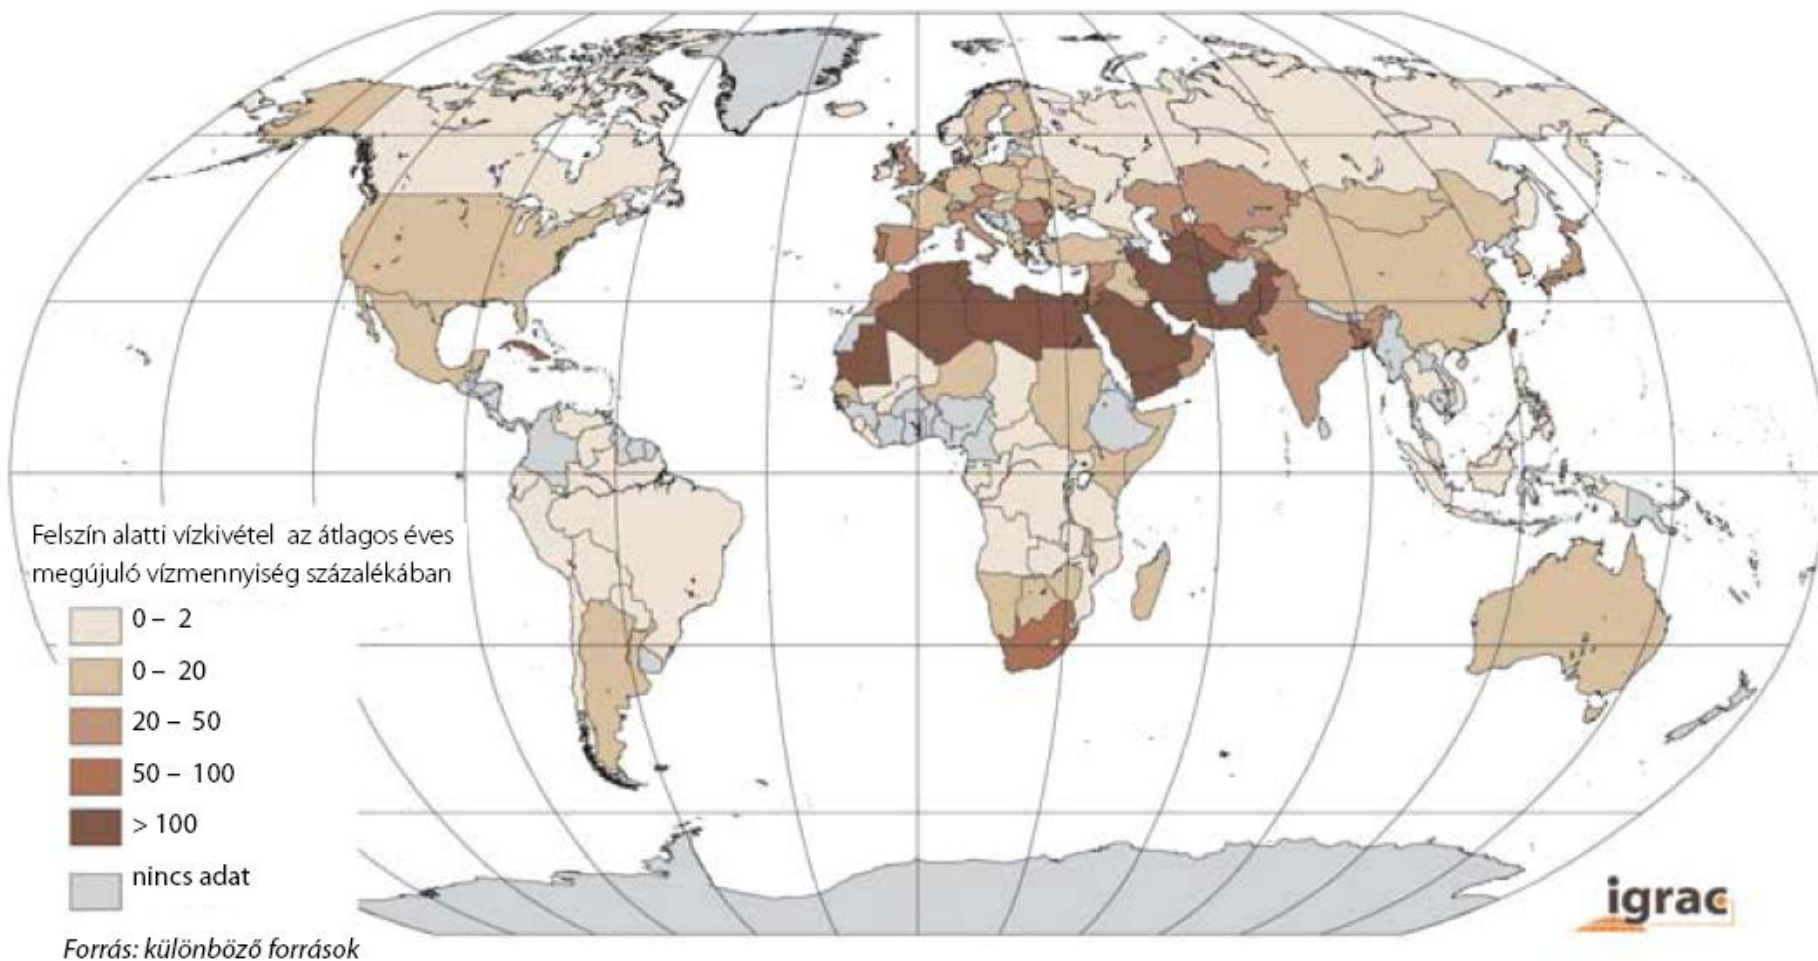 Felszín alatti vízkivétel az átlagos éves
megújuló vízmennyiség százalékában
0 – 2
0 – 20
20 – 50
50 – 100
> 100
nincs adat
Forrás: különböző források
igrac